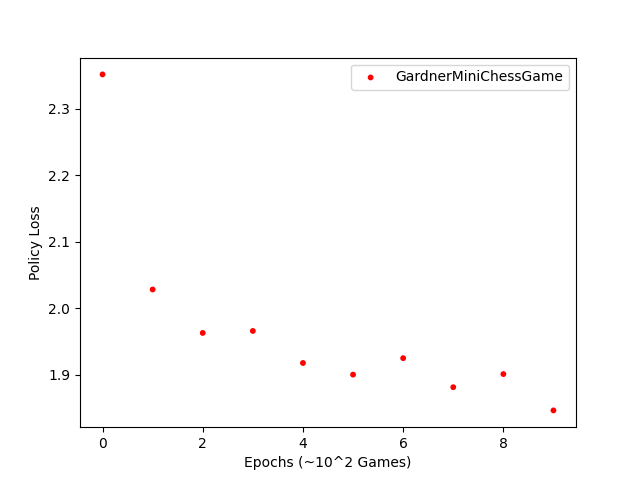 GardnerMiniChessGame
2.3
2.2
2.1
2.0
1.9
Policy Loss
0 2 4 6 8
Epochs (~10^2 Games)